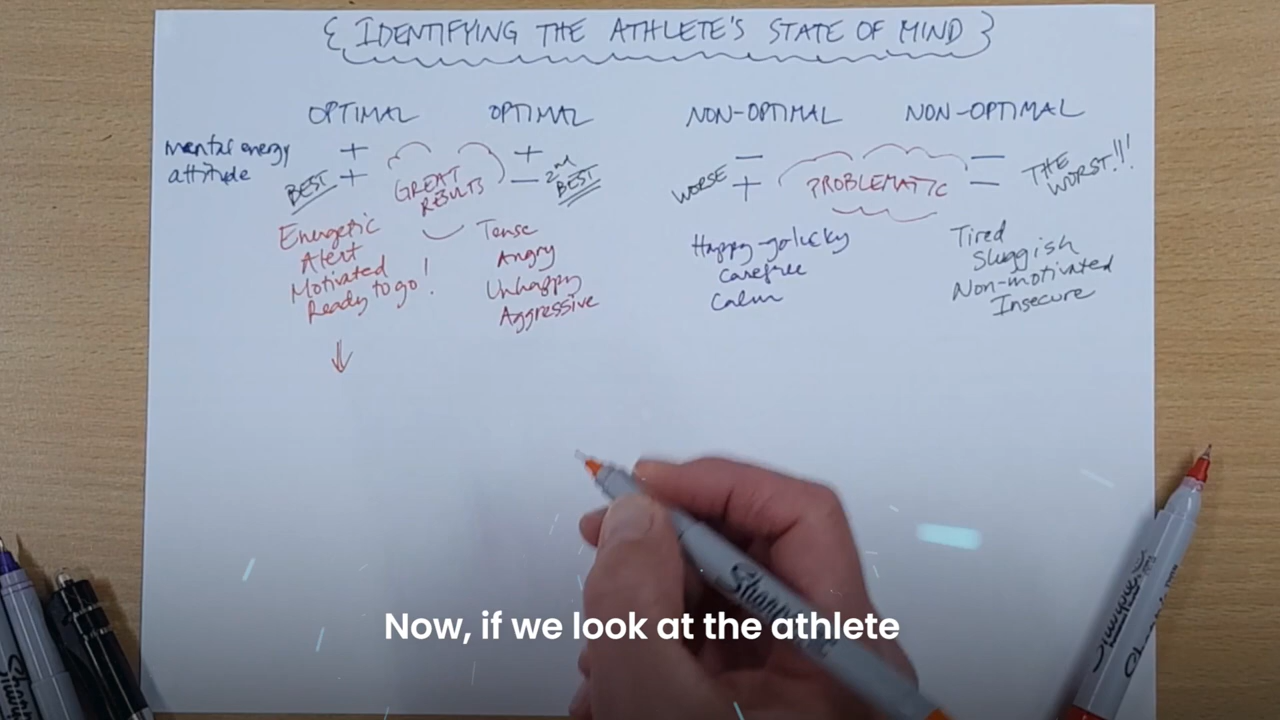 { IDENTIFYING THE ATHLETE'S STATE OF MIND }
OPTIMAL OPTIMAL NON-OPTIMAL NON-OPTIMAL
mental energy + + - -
attitude + - + -
BEST
GREAT
RESULTS
2nd
BEST
WORSE
PROBLEMATIC
THE
WORST!!!
Energetic
Alert
Motivated
Ready to go!
Tense
Angry
Unhappy
Aggressive
Happy-go-lucky
Carefree
Calm
Tired
Sluggish
Non-motivated
Insecure
↓
Sharpie
Now, if we look at the athlete